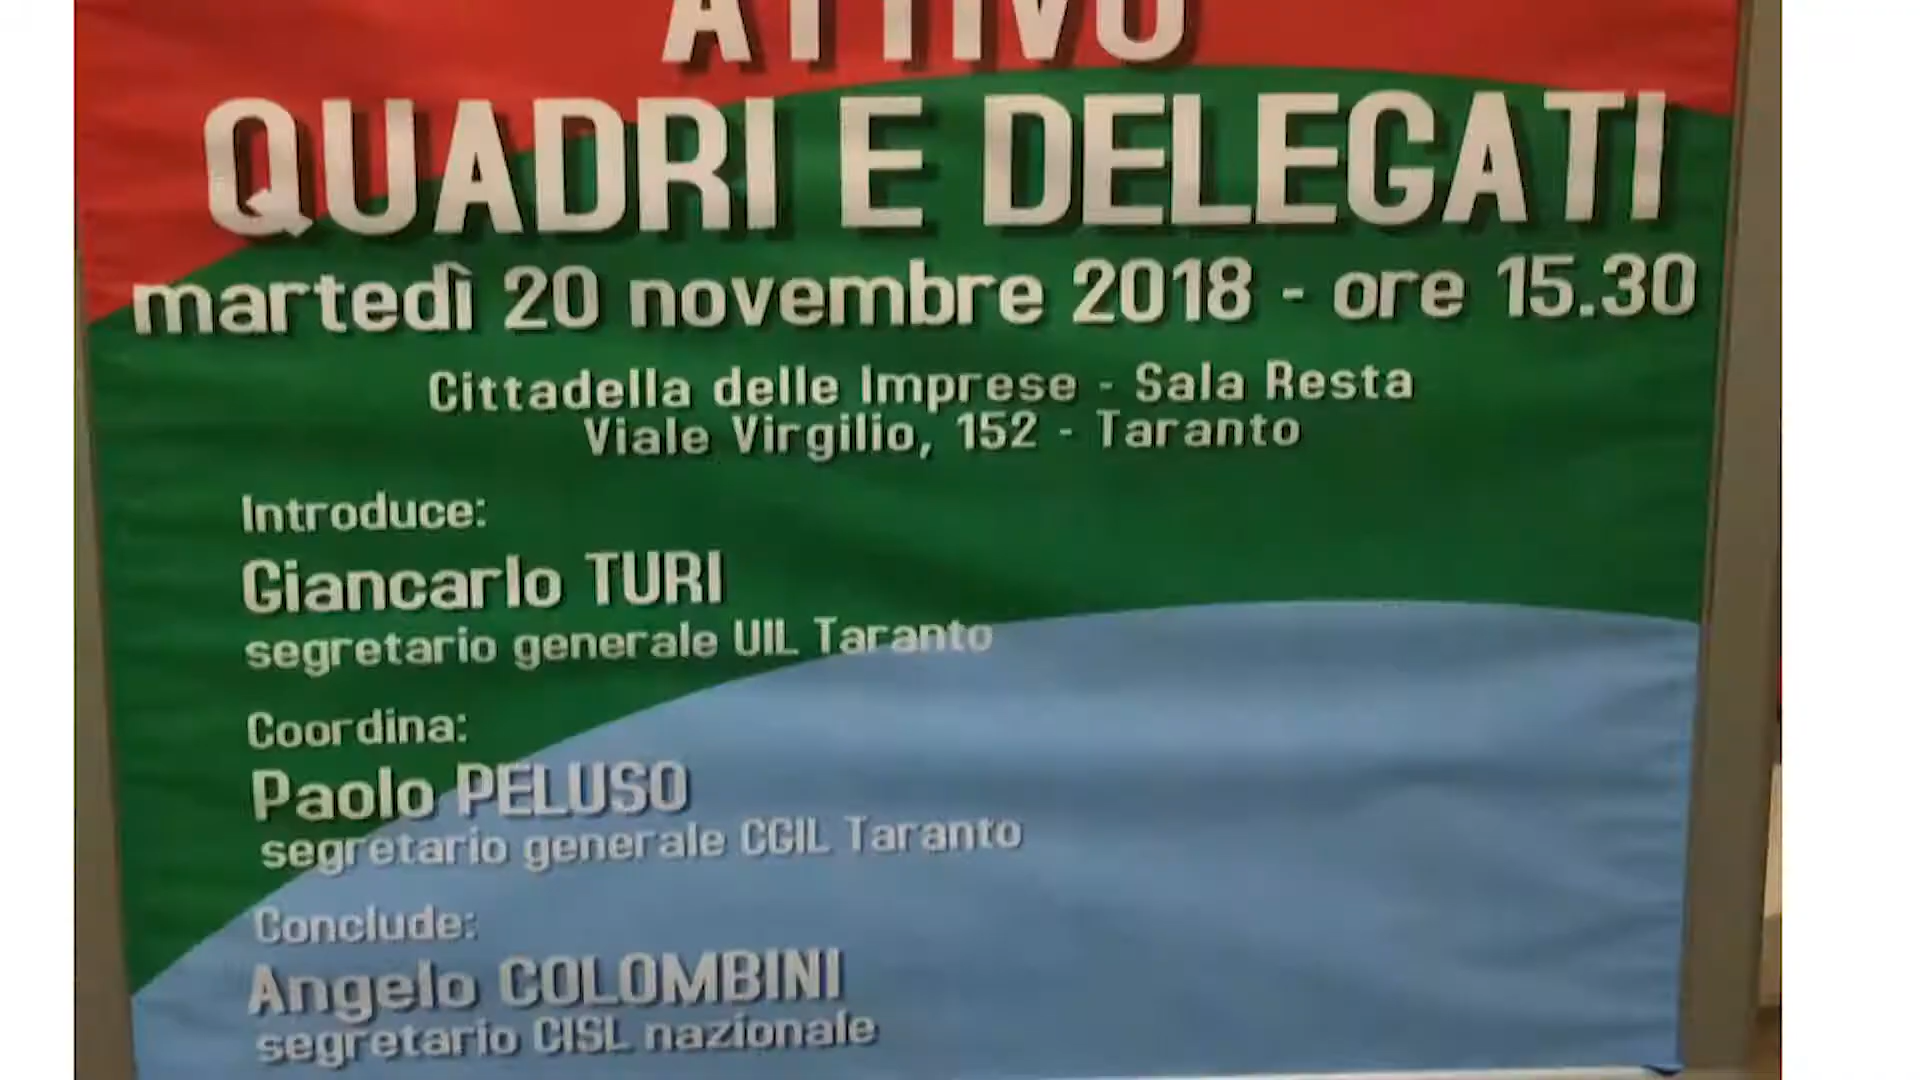 ATTIVO
QUADRI E DELEGATI
martedì 20 novembre 2018 - ore 15.30
Cittadella delle Imprese - Sala Resta
Viale Virgilio, 152 - Taranto
Introduce:
Giancarlo TURI
segretario generale UIL Taranto
Coordina:
Paolo PELUSO
segretario generale CGIL Taranto
Conclude:
Angelo COLOMBINI
segretario CISL nazionale